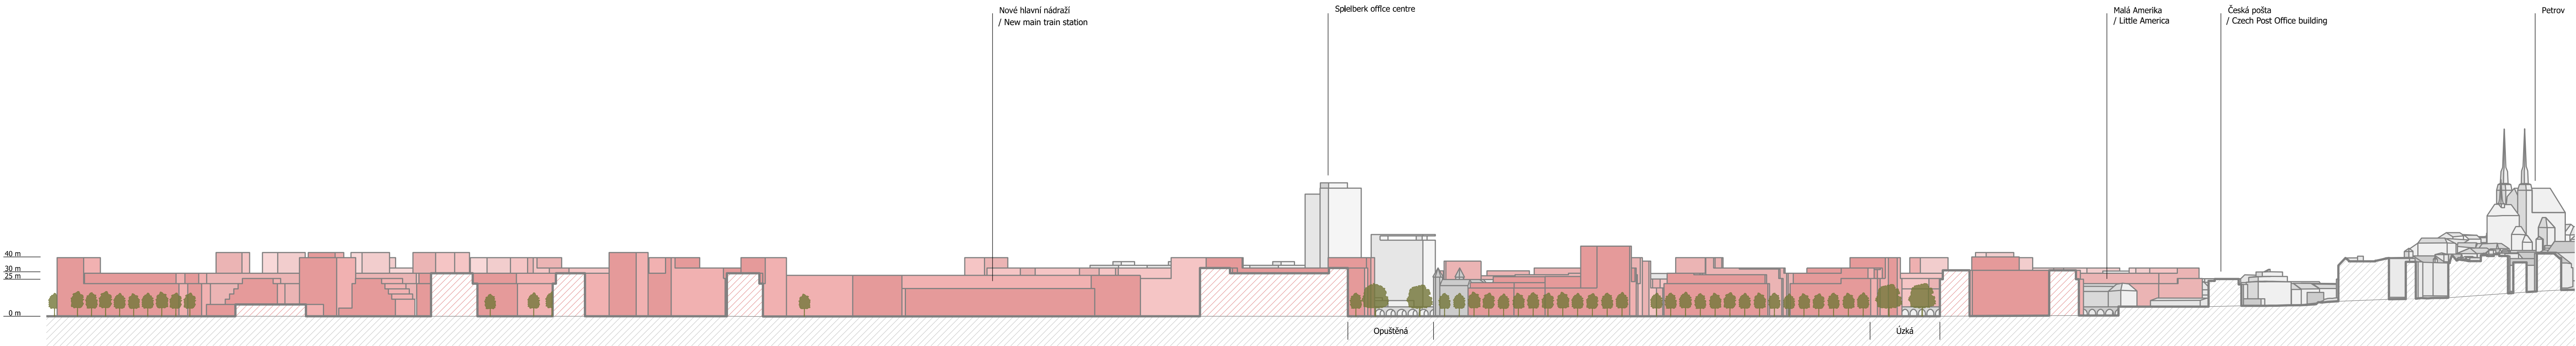 Nové hlavní nádraží
/ New main train station
Spielberk office centre
Malá Amerika
/ Little America
Česká pošta
/ Czech Post Office building
Petrov
40 m
30 m
25 m
0 m
Opuštěná
Úzká